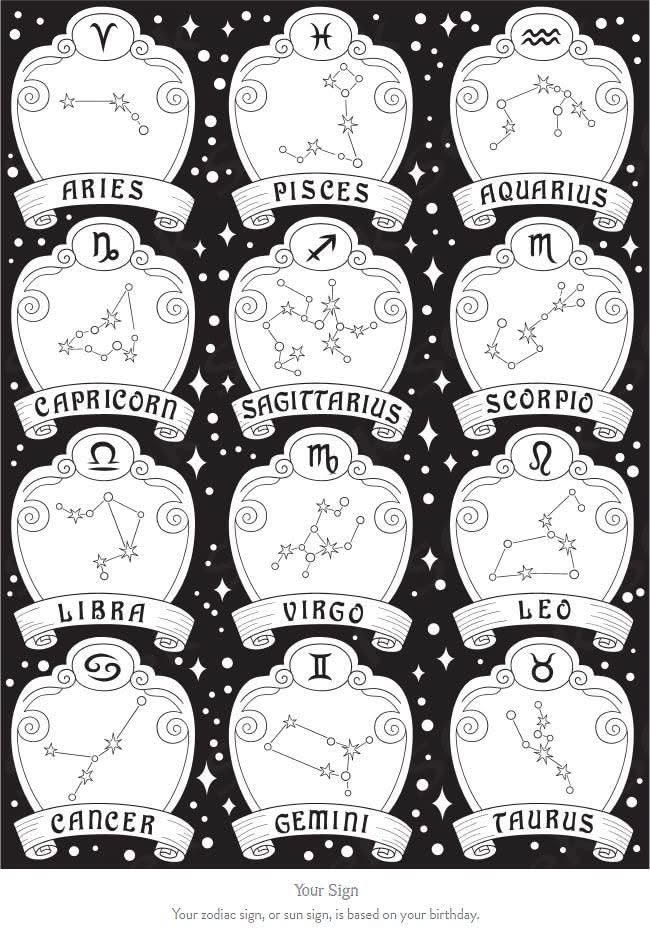 ARIES
PISCES
AQUARIUS
CAPRICORN
SAGITTARIUS
SCORPIO
LIBRA
VIRGO
LEO
CANCER
GEMINI
TAURUS
Your Sign
Your zodiac sign, or sun sign, is based on your birthday.